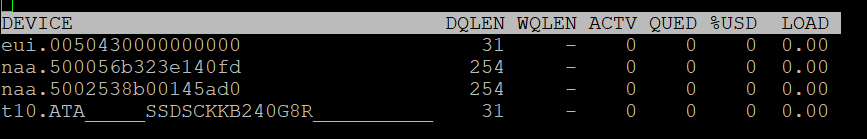 DEVICE DQLEN WQLEN ACTV QUED %USD LOAD
eui.0050430000000000 31 - 0 0 0 0.00
naa.500056b323e140fd 254 - 0 0 0 0.00
naa.5002538b00145ad0 254 - 0 0 0 0.00
t10.ATA_____SSDSCKKB240G8R__________ 31 - 0 0 0 0.00